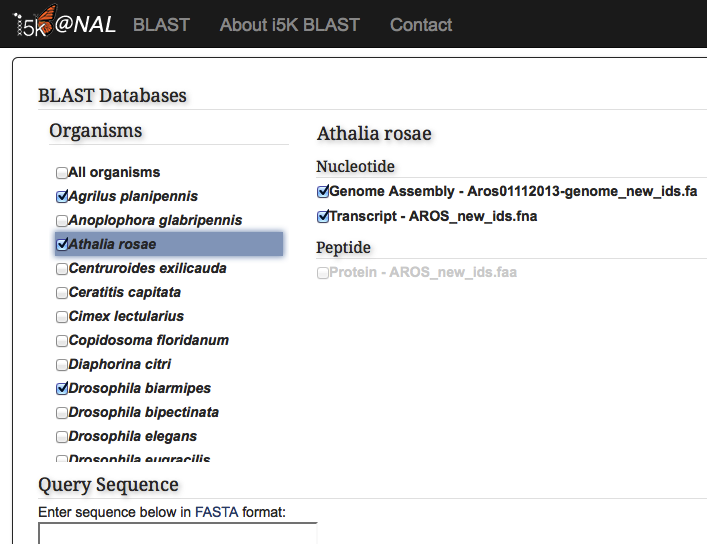 i5k @NAL BLAST About i5K BLAST Contact
BLAST Databases
Organisms
All organisms
Agrilus planipennis
Anoplophora glabripennis
Athalia rosae
Centruroides exilicauda
Ceratitis capitata
Cimex lectularius
Copidosoma floridanum
Diaphorina citri
Drosophila biarmipes
Drosophila bipectinata
Drosophila elegans
Drosophila eugracilis
Athalia rosae
Nucleotide
Genome Assembly - Aros01112013-genome_new_ids.fa
Transcript - AROS_new_ids.fna
Peptide
Protein - AROS_new_ids.faa
Query Sequence
Enter sequence below in FASTA format: